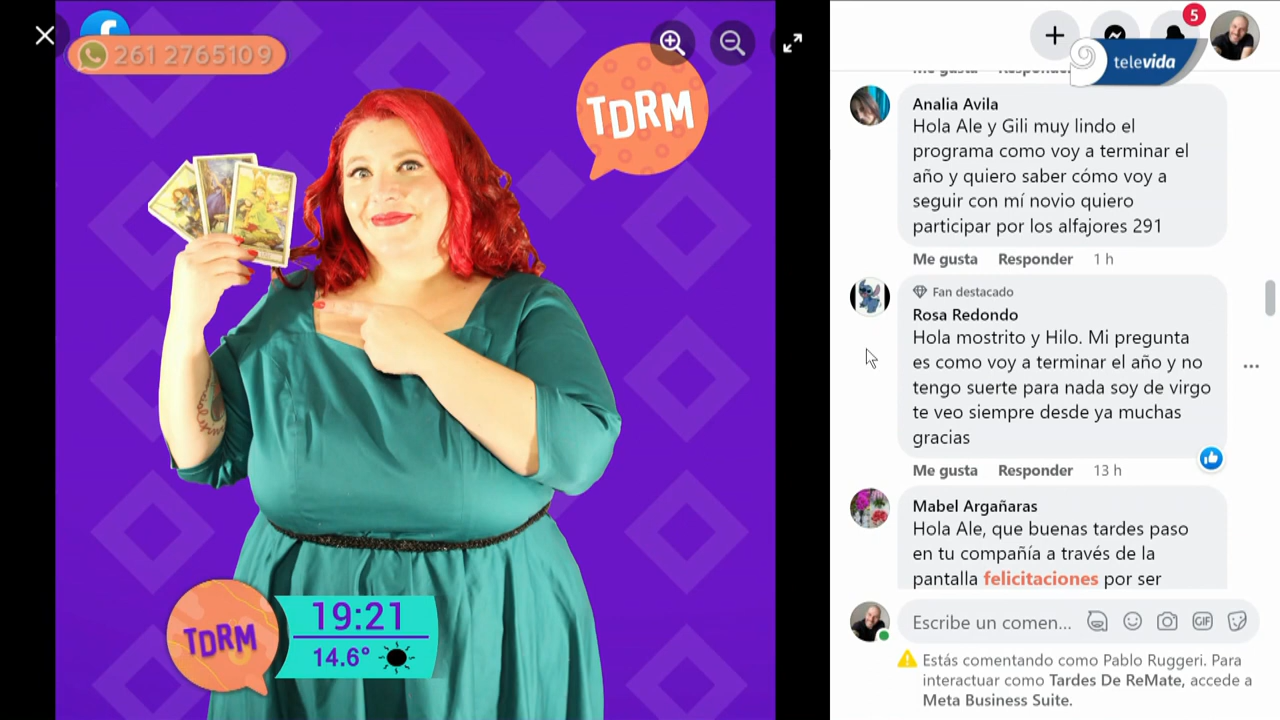 261 2765109
TDRM
TDRM
19:21
14.6°
5
televida
Me gusta Responder
Analia Avila
Hola Ale y Gili muy lindo el
programa como voy a terminar el
año y quiero saber cómo voy a
seguir con mí novio quiero
participar por los alfajores 291
Me gusta Responder 1 h
Fan destacado
Rosa Redondo
Hola mostrito y Hilo. Mi pregunta
es como voy a terminar el año y no
tengo suerte para nada soy de virgo
te veo siempre desde ya muchas
gracias
Me gusta Responder 13 h
Mabel Argañaras
Hola Ale, que buenas tardes paso
en tu compañía a través de la
pantalla felicitaciones por ser
Escribe un comen...
GIF
Estás comentando como Pablo Ruggeri. Para
interactuar como Tardes De ReMate, accede a
Meta Business Suite.